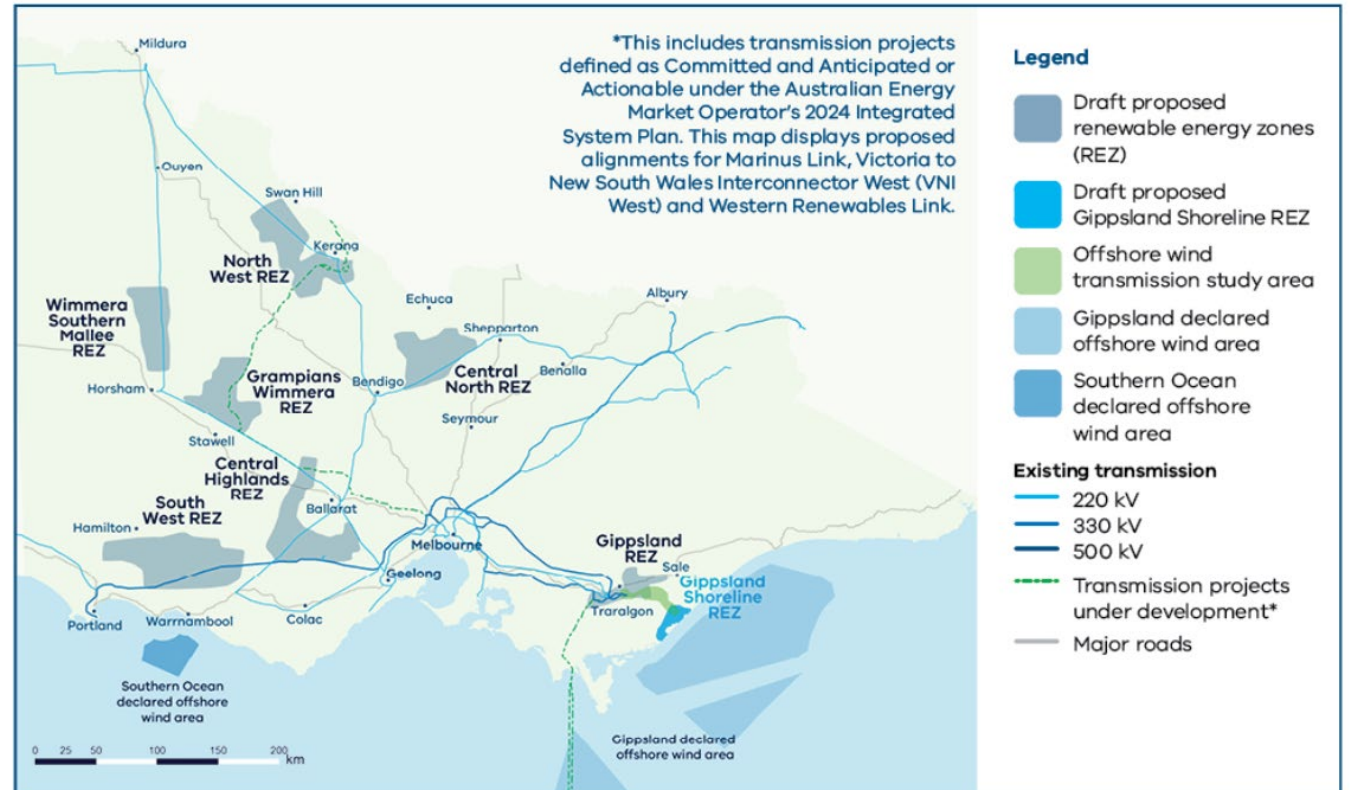 Mildura
Ouyen
Swan Hill
Kerang
North
West REZ
Wimmera
Southern
Mallee
REZ
Echuca
Albury
Shepparton
Horsham
Grampians
Wimmera
REZ
Bendigo
Central
North REZ
Benalla
Seymour
Stawell
Central
Highlands
REZ
South
West REZ
Hamilton
Ballarat
Melbourne
Geelong
Gippsland
REZ
Sale
Gippsland
Shoreline
REZ
Traralgon
Portland
Warrnambool
Colac
Southern Ocean
declared offshore
wind area
Gippsland declared
offshore wind area
0 25 50 100 150 200 km
*This includes transmission projects
defined as Committed and Anticipated or
Actionable under the Australian Energy
Market Operator's 2024 Integrated
System Plan. This map displays proposed
alignments for Marinus Link, Victoria to
New South Wales Interconnector West (VNI
West) and Western Renewables Link.
Legend
Draft proposed
renewable energy zones
(REZ)
Draft proposed
Gippsland Shoreline REZ
Offshore wind
transmission study area
Gippsland declared
offshore wind area
Southern Ocean
declared offshore
wind area
Existing transmission
220 kV
330 kV
500 kV
Transmission projects
under development*
Major roads